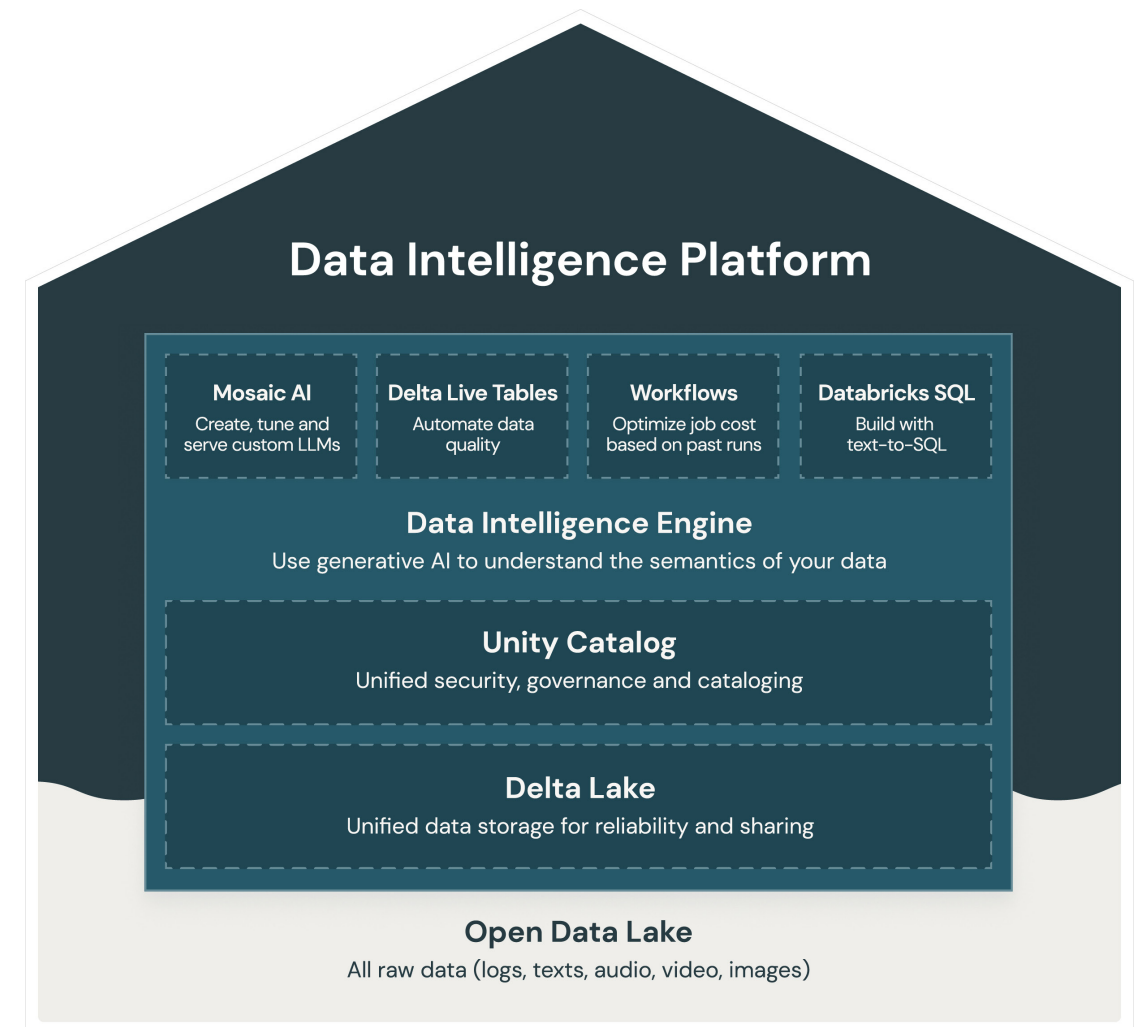 Data Intelligence Platform
Mosaic AI
Create, tune and
serve custom LLMs
Delta Live Tables
Automate data
quality
Workflows
Optimize job cost
based on past runs
Databricks SQL
Build with
text-to-SQL
Data Intelligence Engine
Use generative AI to understand the semantics of your data
Unity Catalog
Unified security, governance and cataloging
Delta Lake
Unified data storage for reliability and sharing
Open Data Lake
All raw data (logs, texts, audio, video, images)